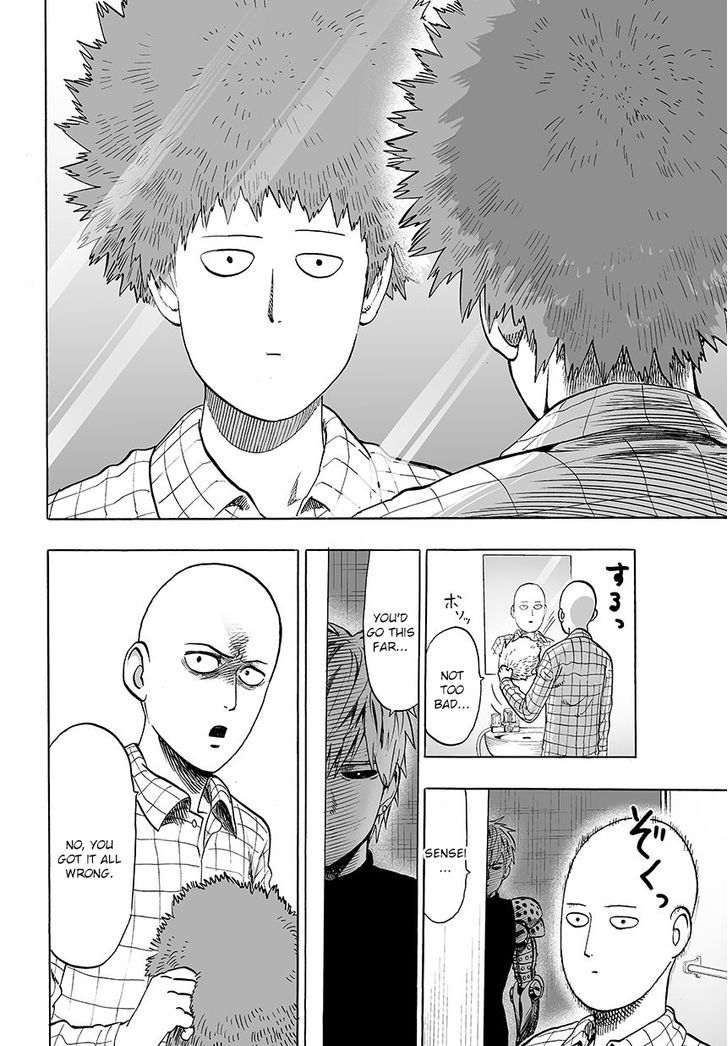 するっ
ボソッ
NOT
TOO
BAD...
ぞくっ
SENSEI
...
YOU'D
GO THIS
FAR...
NO, YOU
GOT IT ALL
WRONG.